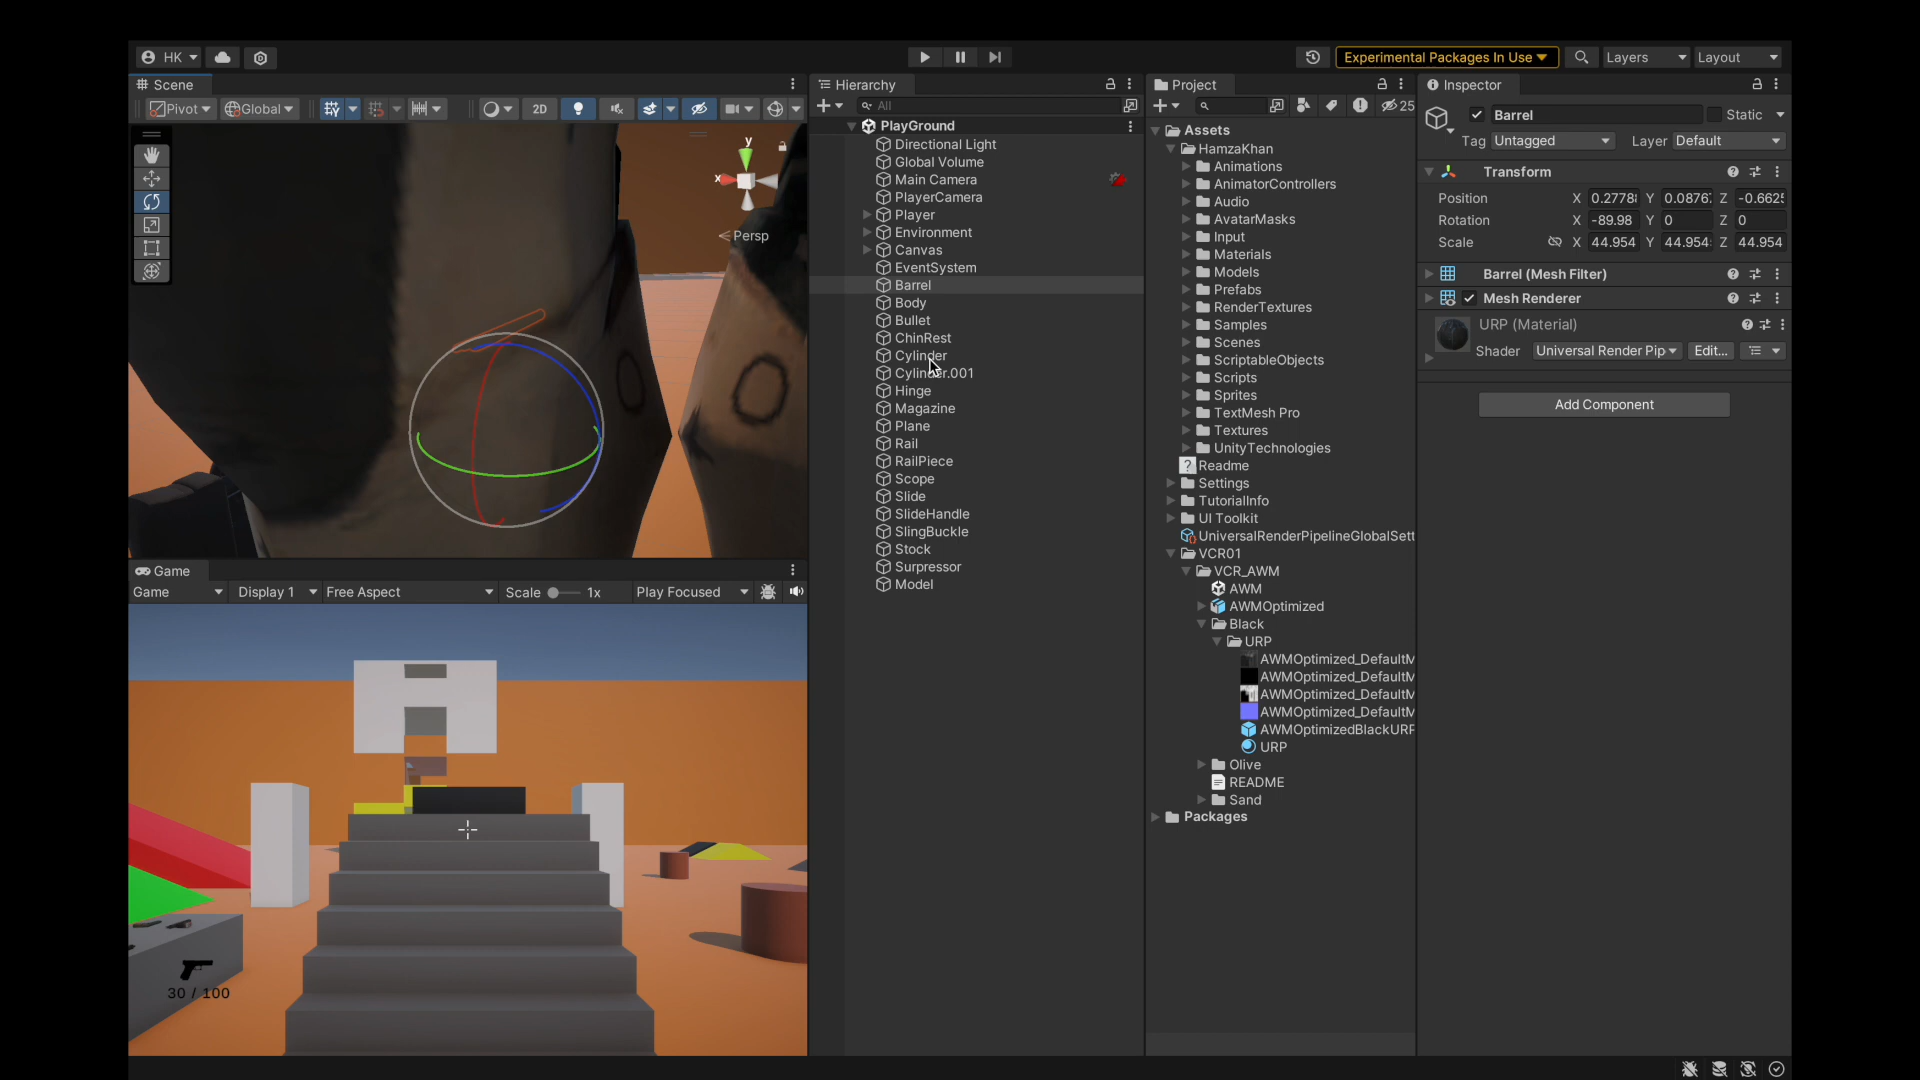 HK
Experimental Packages In Use
Layers
Layout
Scene
Pivot
Global
2D
y
x
Persp
Game
Game
Display 1
Free Aspect
Scale
1x
Play Focused
30 / 100
Hierarchy
All
PlayGround
Directional Light
Global Volume
Main Camera
PlayerCamera
Player
Environment
Canvas
EventSystem
Barrel
Body
Bullet
ChinRest
Cylinder
Cylinder.001
Hinge
Magazine
Plane
Rail
RailPiece
Scope
Slide
SlideHandle
SlingBuckle
Stock
Surpressor
Model
Project
25
Assets
HamzaKhan
Animations
AnimatorControllers
Audio
AvatarMasks
Input
Materials
Models
Prefabs
RenderTextures
Samples
Scenes
ScriptableObjects
Scripts
Sprites
TextMesh Pro
Textures
UnityTechnologies
Readme
Settings
TutorialInfo
UI Toolkit
UniversalRenderPipelineGlobalSett
VCR01
VCR_AWM
AWM
AWMOptimized
Black
URP
AWMOptimized_DefaultM
AWMOptimized_DefaultM
AWMOptimized_DefaultM
AWMOptimized_DefaultM
AWMOptimizedBlackURP
URP
Olive
README
Sand
Packages
Inspector
Barrel
Static
Tag Untagged
Layer Default
Transform
Position X 0.2778 Y 0.0876 Z -0.662
Rotation X -89.98 Y 0 Z 0
Scale X 44.954 Y 44.954 Z 44.954
Barrel (Mesh Filter)
Mesh Renderer
URP (Material)
Shader Universal Render Pip Edit...
Add Component